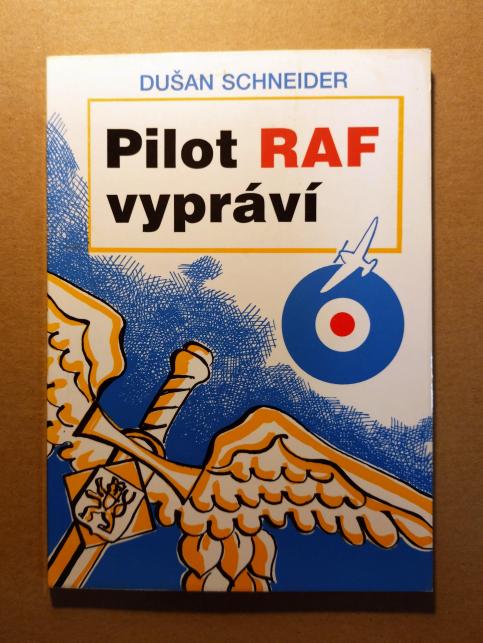 DUŠAN SCHNEIDER
Pilot RAF
vypráví